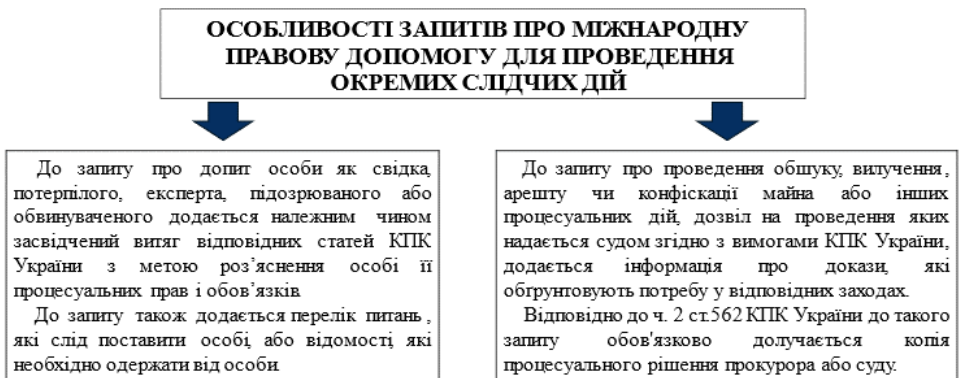 ОСОБЛИВОСТІ ЗАПИТІВ ПРО МІЖНАРОДНУ
ПРАВОВУ ДОПОМОГУ ДЛЯ ПРОВЕДЕННЯ
ОКРЕМИХ СЛІДЧИХ ДІЙ
До запиту про допит особи як свідка,
потерпілого, експерта, підозрюваного або
обвинуваченого додається належним чином
засвідчений витяг відповідних статей КПК
України з метою роз’яснення особі її
процесуальних прав і обов’язків.
До запиту також додається перелік питань,
які слід поставити особі, або відомості, які
необхідно одержати від особи.
До запиту про проведення обшуку, вилучення,
арешту чи конфіскації майна або інших
процесуальних дій, дозвіл на проведення яких
надається судом згідно з вимогами КПК України,
додається інформація про докази, які
обґрунтовують потребу у відповідних заходах.
Відповідно до ч. 2 ст.562 КПК України до такого
запиту обов'язково долучається копія
процесуального рішення прокурора або суду.